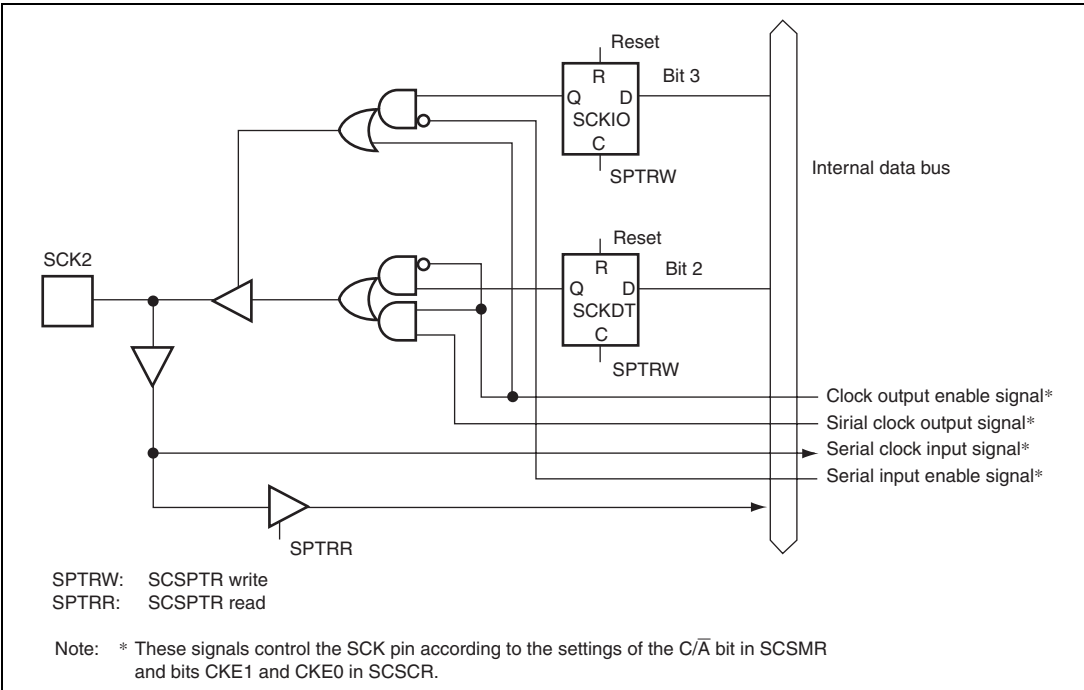 Reset
R
Bit 3
Q D
SCKIO
C
SPTRW
Internal data bus
Reset
SCK2
R
Bit 2
Q D
SCKDT
C
SPTRW
Clock output enable signal*
Sirial clock output signal*
Serial clock input signal*
Serial input enable signal*
SPTRR
SPTRW: SCSPTR write
SPTRR: SCSPTR read
Note: * These signals control the SCK pin according to the settings of the C/A̅ bit in SCSMR
and bits CKE1 and CKE0 in SCSCR.